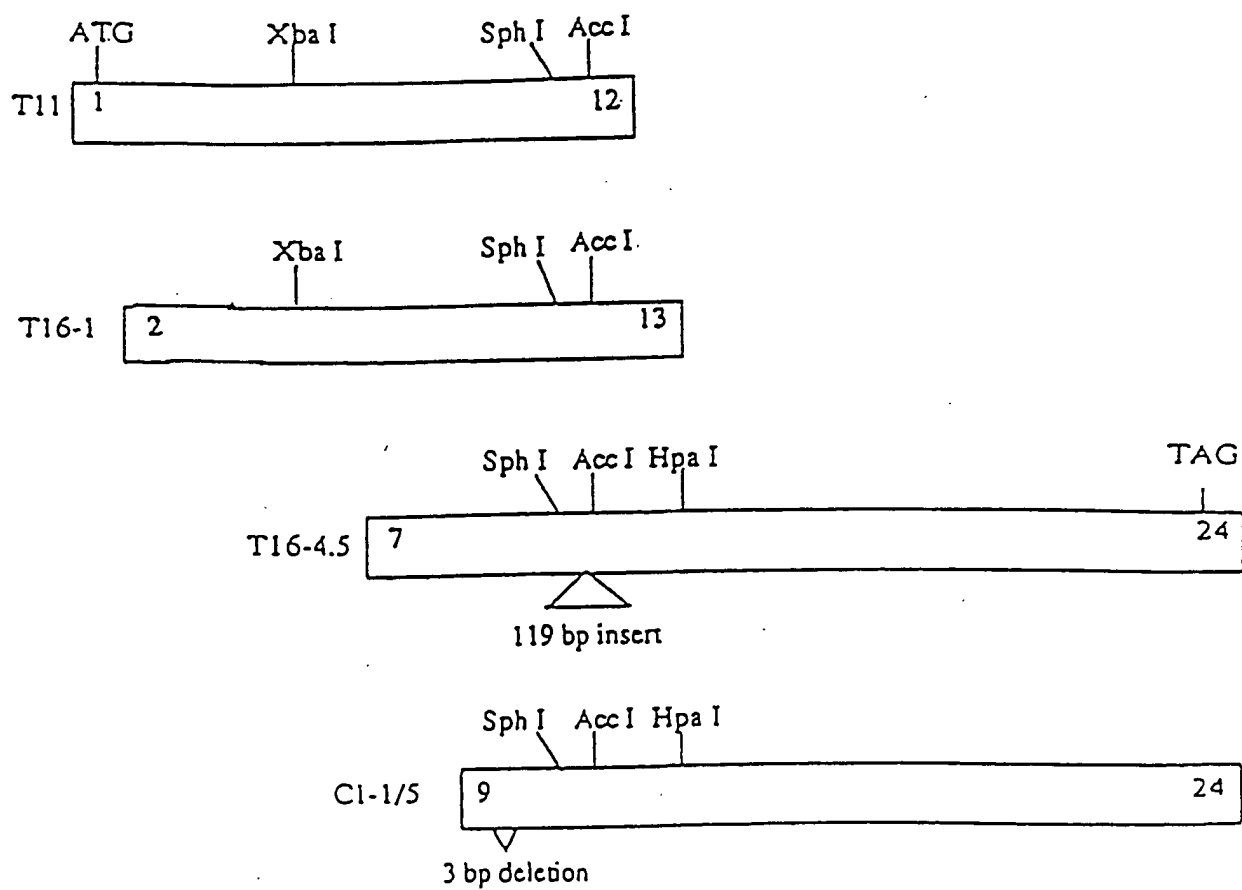 ATG Xba I Sph I Acc I
T11 1 12
Xba I Sph I Acc I
T16-1 2 13
Sph I Acc I Hpa I TAG
T16-4.5 7 24
119 bp insert
Sph I Acc I Hpa I
C1-1/5 9 24
3 bp deletion